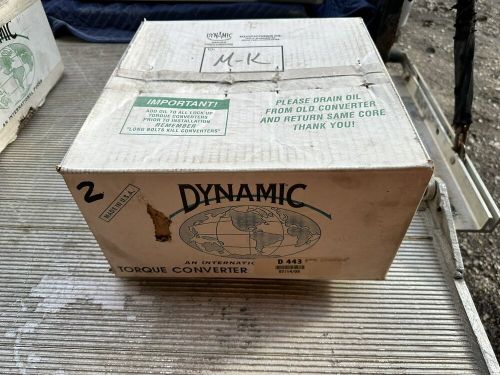 DYNAMIC
M-K
IMPORTANT!
ADD OIL TO ALL LOCK UP
TORQUE CONVERTERS
PRIOR TO INSTALLATION
REMEMBER
"LONG BOLTS KILL CONVERTERS"
PLEASE DRAIN OIL
FROM OLD CONVERTER
AND RETURN SAME CORE
THANK YOU!
2
MADE IN U.S.A.
DYNAMIC
AN INTERNATIO
TORQUE CONVERTER
D 443